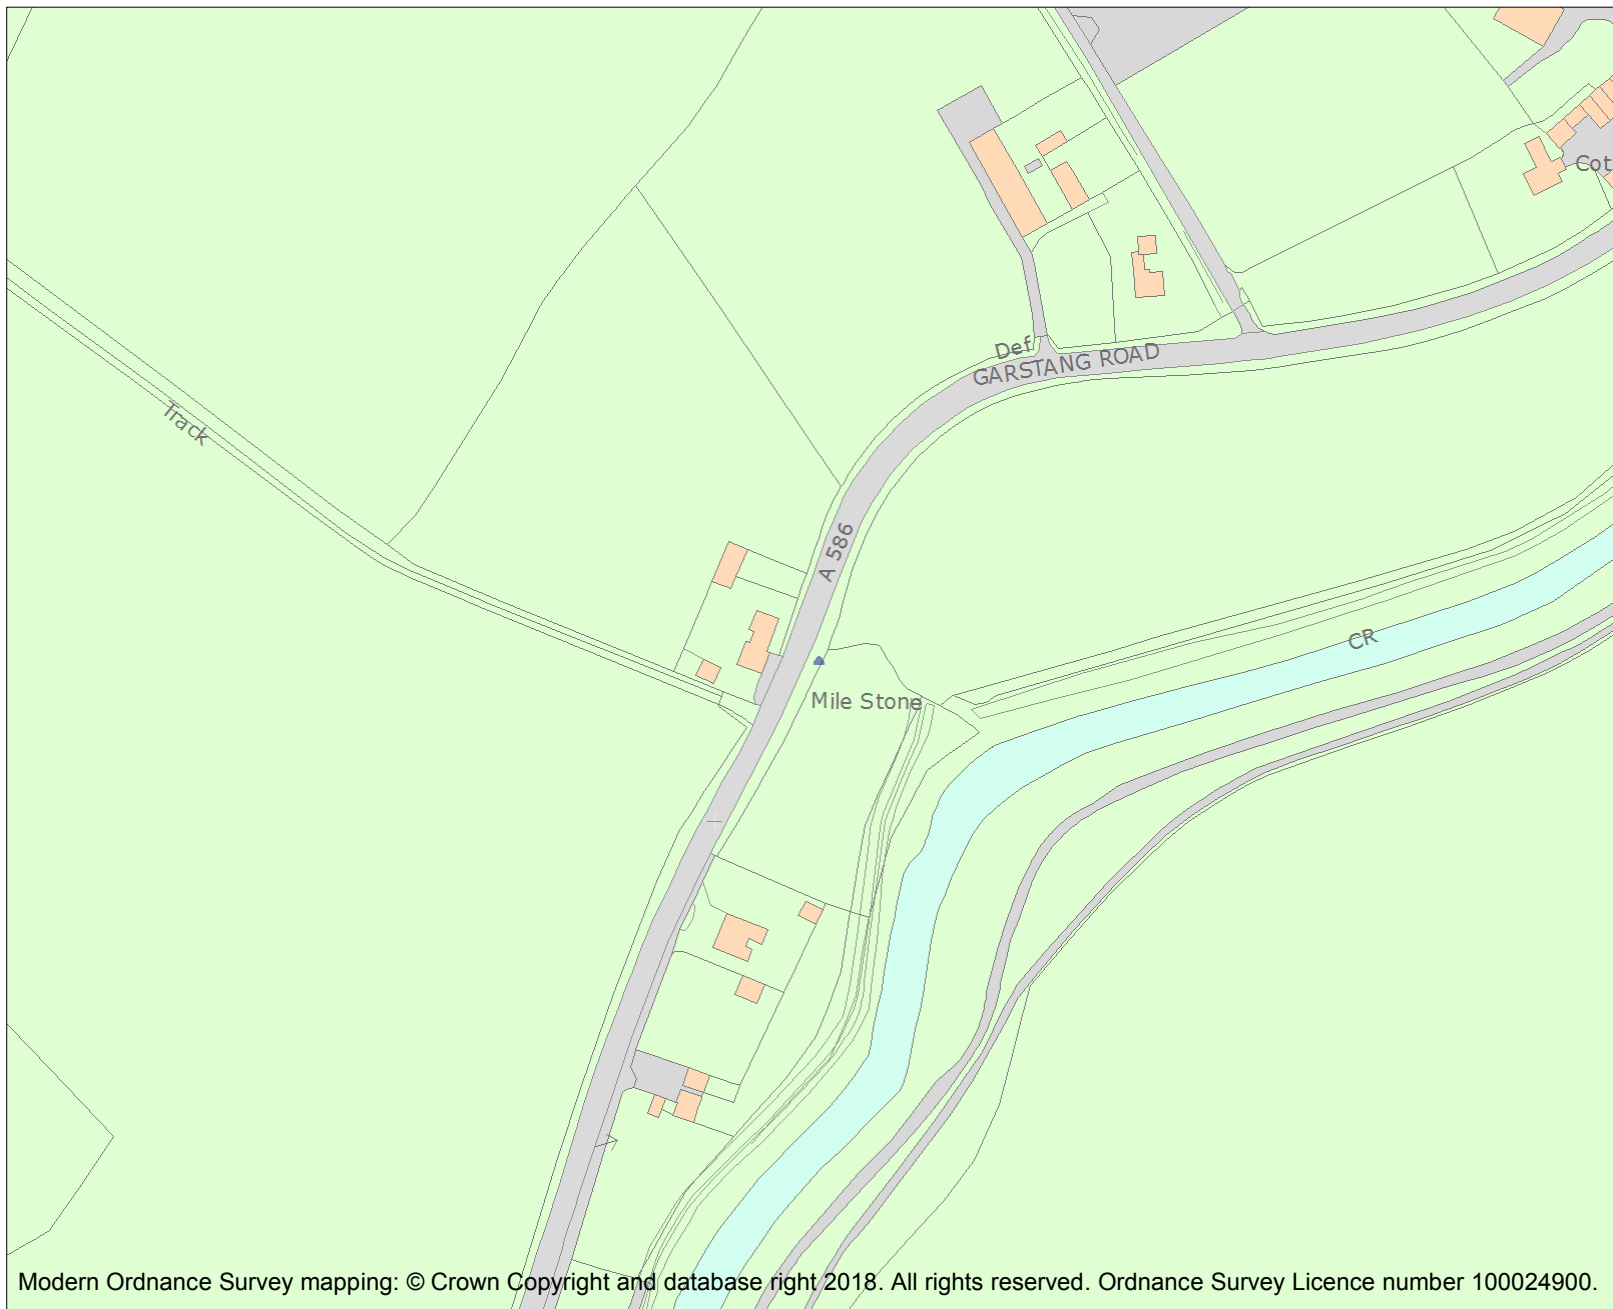 Cot
Def
GARSTANG ROAD
Track
A 586
CR
Mile Stone
Modern Ordnance Survey mapping: © Crown Copyright and database right 2018. All rights reserved. Ordnance Survey Licence number 100024900.